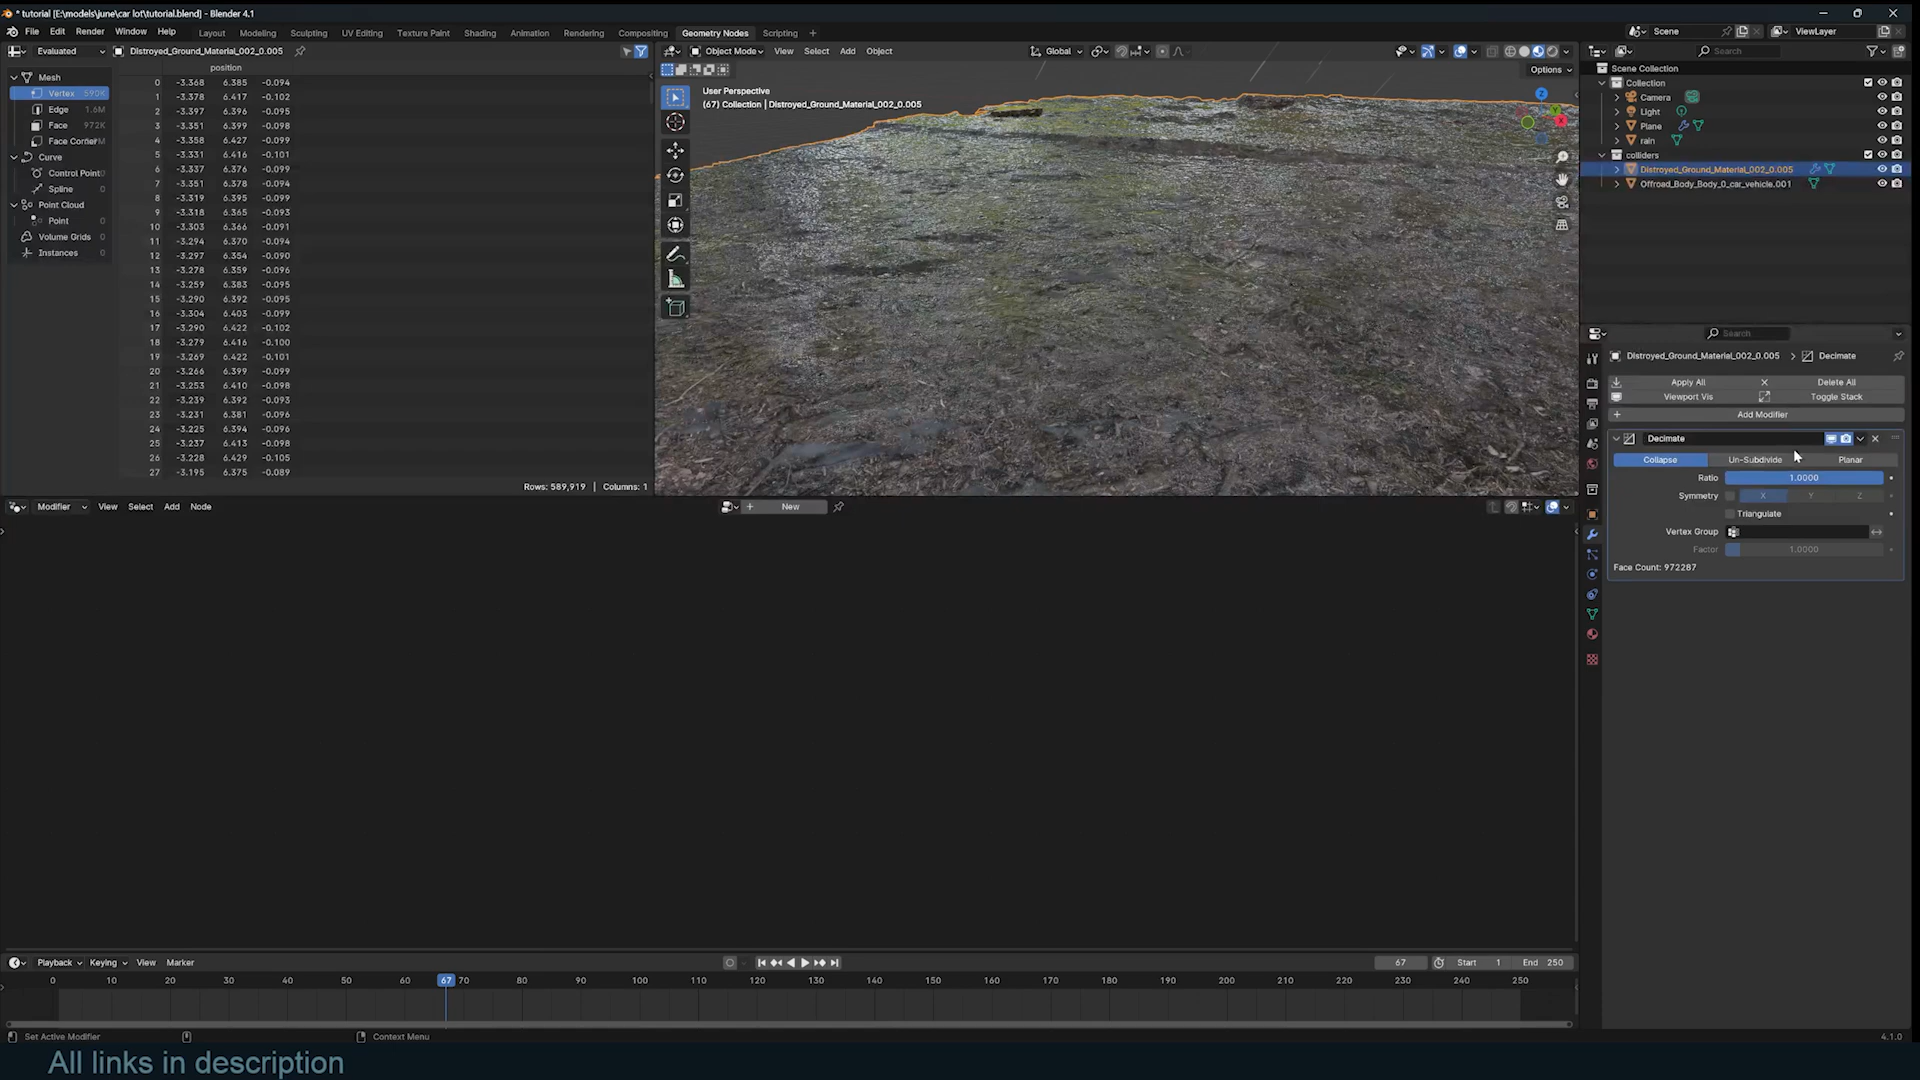 * tutorial [E:\models\june\car lot\tutorial.blend] - Blender 4.1
File Edit Render Window Help
Layout Modeling Sculpting UV Editing Texture Paint Shading Animation Rendering Compositing Geometry Nodes Scripting +
Scene
ViewLayer
Evaluated
Distroyed_Ground_Material_002_0.005
Mesh
Vertex 590K
Edge 1.6M
Face 972K
Face Corner
Curve
Control Point 0
Spline 0
Point Cloud
Point 0
Volume Grids 0
Instances 0
position
0 -3.368 6.385 -0.094
1 -3.378 6.417 -0.102
2 -3.397 6.396 -0.095
3 -3.351 6.399 -0.098
4 -3.358 6.427 -0.099
5 -3.331 6.416 -0.101
6 -3.337 6.376 -0.099
7 -3.351 6.378 -0.094
8 -3.319 6.395 -0.099
9 -3.318 6.365 -0.093
10 -3.303 6.366 -0.091
11 -3.294 6.370 -0.094
12 -3.297 6.354 -0.090
13 -3.278 6.359 -0.096
14 -3.259 6.383 -0.095
15 -3.290 6.392 -0.095
16 -3.304 6.403 -0.099
17 -3.290 6.422 -0.102
18 -3.279 6.416 -0.100
19 -3.269 6.422 -0.101
20 -3.266 6.399 -0.099
21 -3.253 6.410 -0.098
22 -3.239 6.392 -0.093
23 -3.231 6.381 -0.096
24 -3.225 6.394 -0.096
25 -3.237 6.413 -0.098
26 -3.228 6.429 -0.105
27 -3.195 6.375 -0.089
Rows: 589,919 | Columns: 1
Object Mode View Select Add Object
Global
Options
User Perspective
(67) Collection | Distroyed_Ground_Material_002_0.005
Z
Y
X
Search
Scene Collection
Collection
Camera
Light
Plane
rain
colliders
Distroyed_Ground_Material_002_0.005
Offroad_Body_Body_0_car_vehicle.001
Search
Distroyed_Ground_Material_002_0.005 > Decimate
Apply All Delete All
Viewport Vis Toggle Stack
Add Modifier
Decimate
Collapse Un-Subdivide Planar
Ratio 1.0000
Symmetry X Y Z
Triangulate
Vertex Group
Factor 1.0000
Face Count: 972287
Modifier View Select Add Node
New
Playback Keying View Marker
67 Start 1 End 250
0 10 20 30 40 50 60 67 70 80 90 100 110 120 130 140 150 160 170 180 190 200 210 220 230 240 250
Set Active Modifier
Context Menu
4.1.0
All links in description